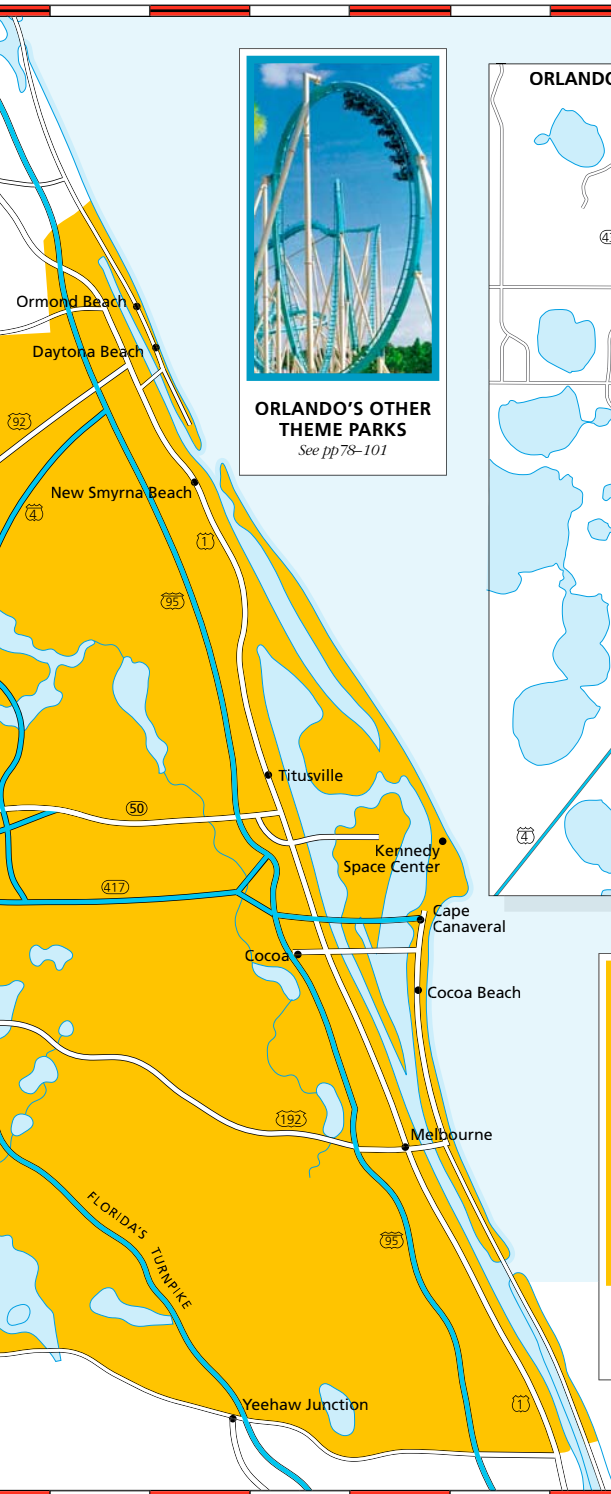 ORLANDO
ORLANDO'S OTHER
THEME PARKS
See pp78–101
Ormond Beach
Daytona Beach
92
4
New Smyrna Beach
1
95
Titusville
50
Kennedy
Space Center
417
Cape
Canaveral
Cocoa
Cocoa Beach
192
Melbourne
FLORIDA'S TURNPIKE
95
Yeehaw Junction
1
4